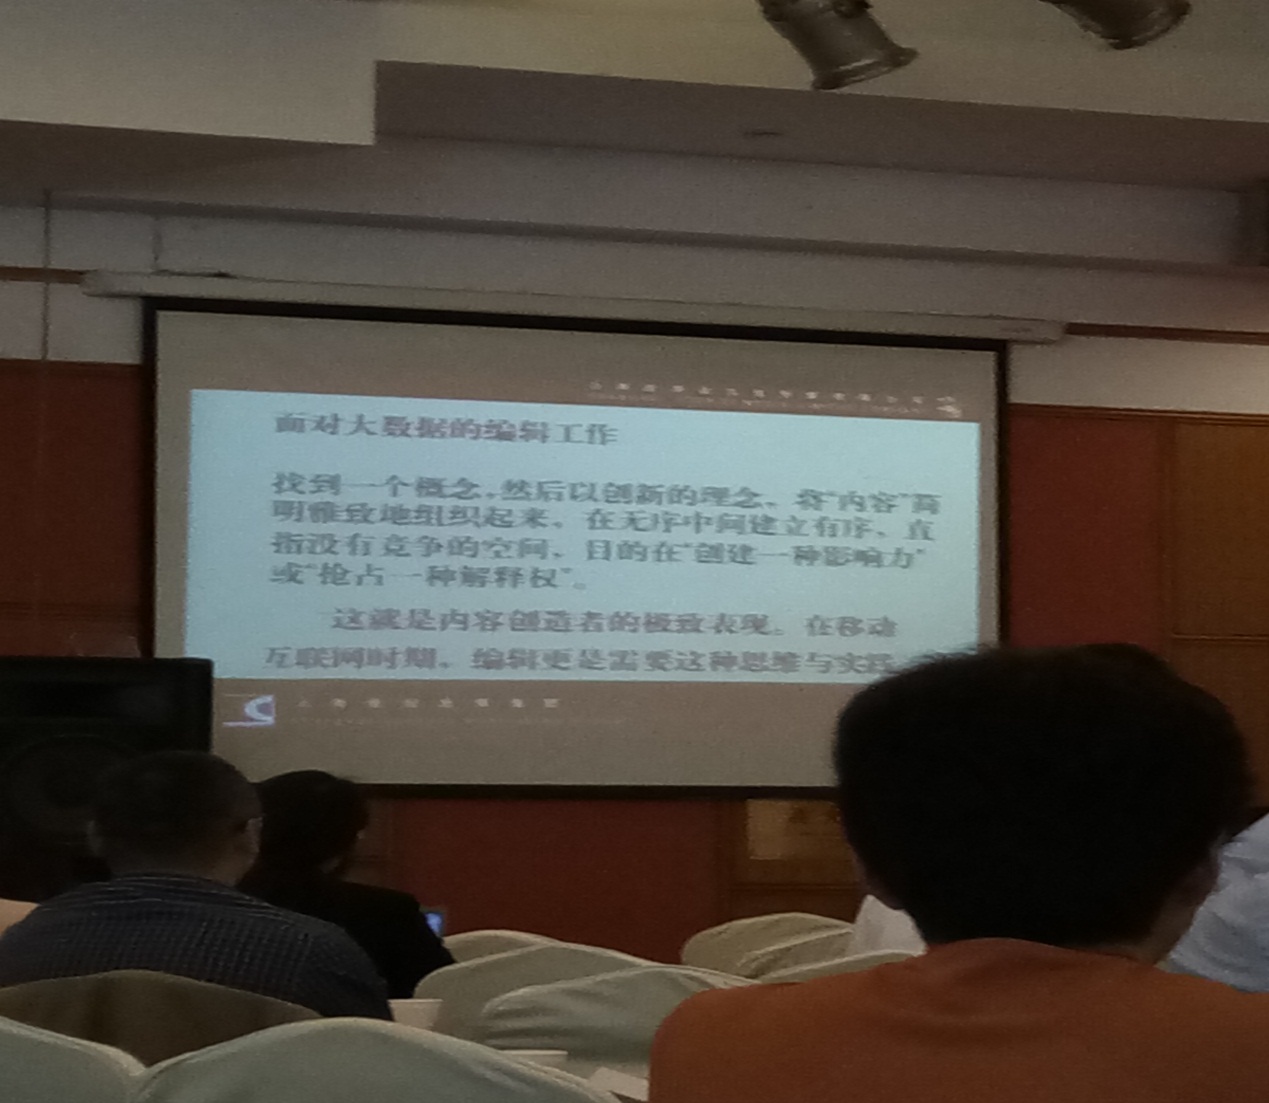 面对大数据的编辑工作
找到一个概念,然后以创新的理念、将“内容”简
明雅致地组织起来、在无序中间建立有序、直
指没有竞争的空间、目的在“创建一种影响力”
或“抢占一种解释权”。
这就是内容创造者的极致表现。在移动
互联网时期，编辑更是需要这种思维与实践